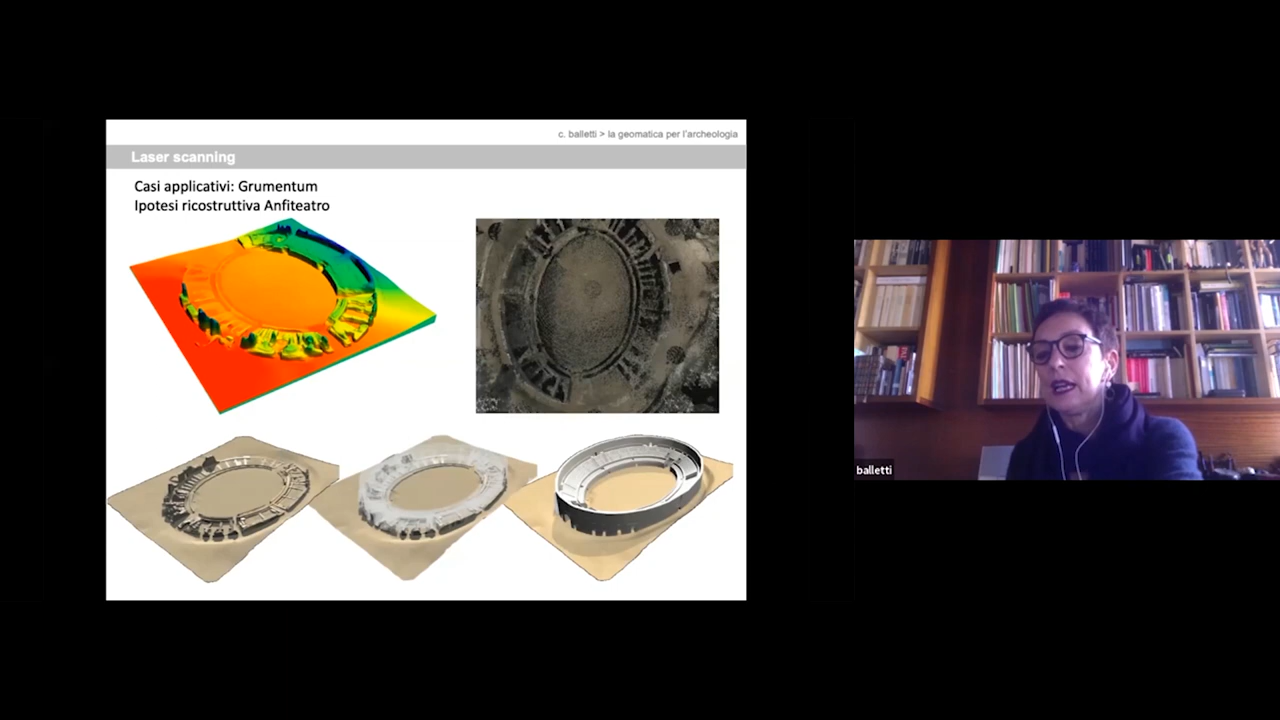 c. balletti > la geomatica per l'archeologia
Laser scanning
Casi applicativi: Grumentum
Ipotesi ricostruttiva Anfiteatro
balletti